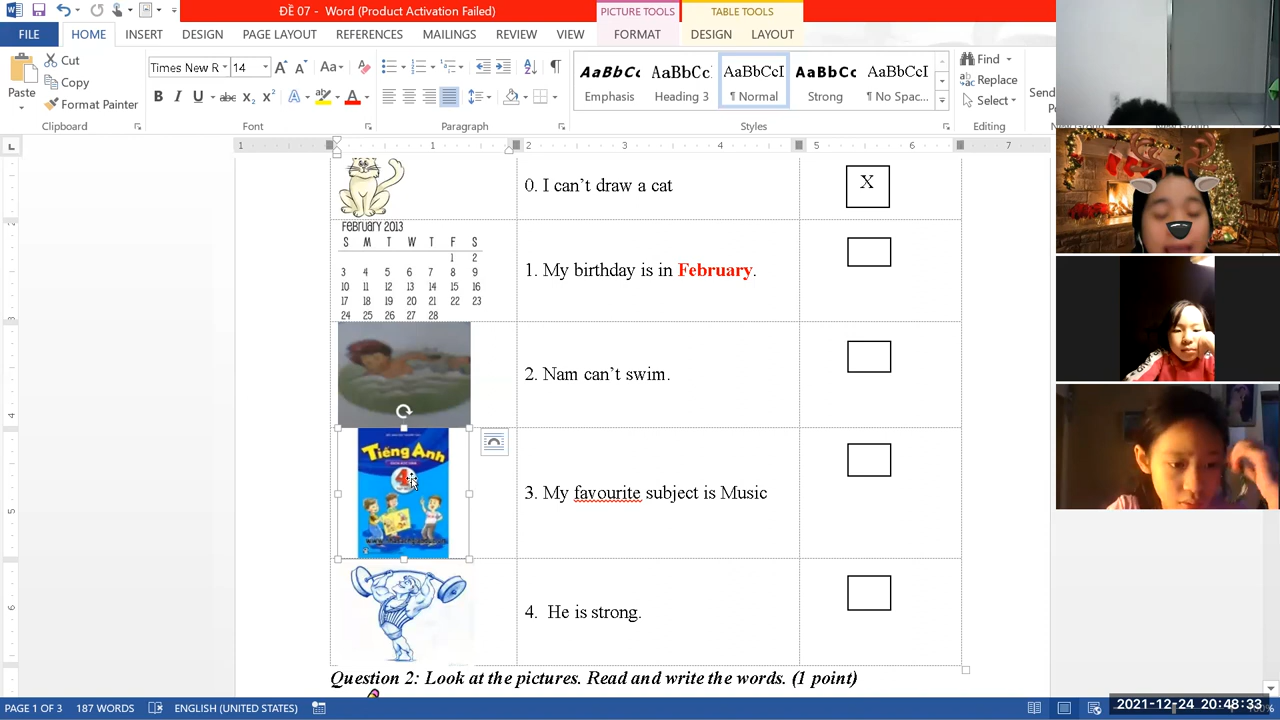 ĐỀ 07 - Word (Product Activation Failed)
PICTURE TOOLS
TABLE TOOLS
FILE
HOME
INSERT
DESIGN
PAGE LAYOUT
REFERENCES
MAILINGS
REVIEW
VIEW
FORMAT
DESIGN
LAYOUT
Paste
Cut
Copy
Format Painter
Clipboard
Times New R
14
Font
Paragraph
AaBbCc
Emphasis
AaBbCc
Heading 3
AaBbCcI
¶ Normal
AaBbCc
Strong
AaBbCcI
¶ No Spac...
Styles
Find
Replace
Select
Editing
0. I can't draw a cat
X
February 2013
S M T W T F S
1 2
3 4 5 6 7 8 9
10 11 12 13 14 15 16
17 18 19 20 21 22 23
24 25 26 27 28
1. My birthday is in February.
2. Nam can't swim.
Tiếng Anh
4
3. My favourite subject is Music
4. He is strong.
Question 2: Look at the pictures. Read and write the words. (1 point)
PAGE 1 OF 3
187 WORDS
ENGLISH (UNITED STATES)
2021-12-24 20:48:33